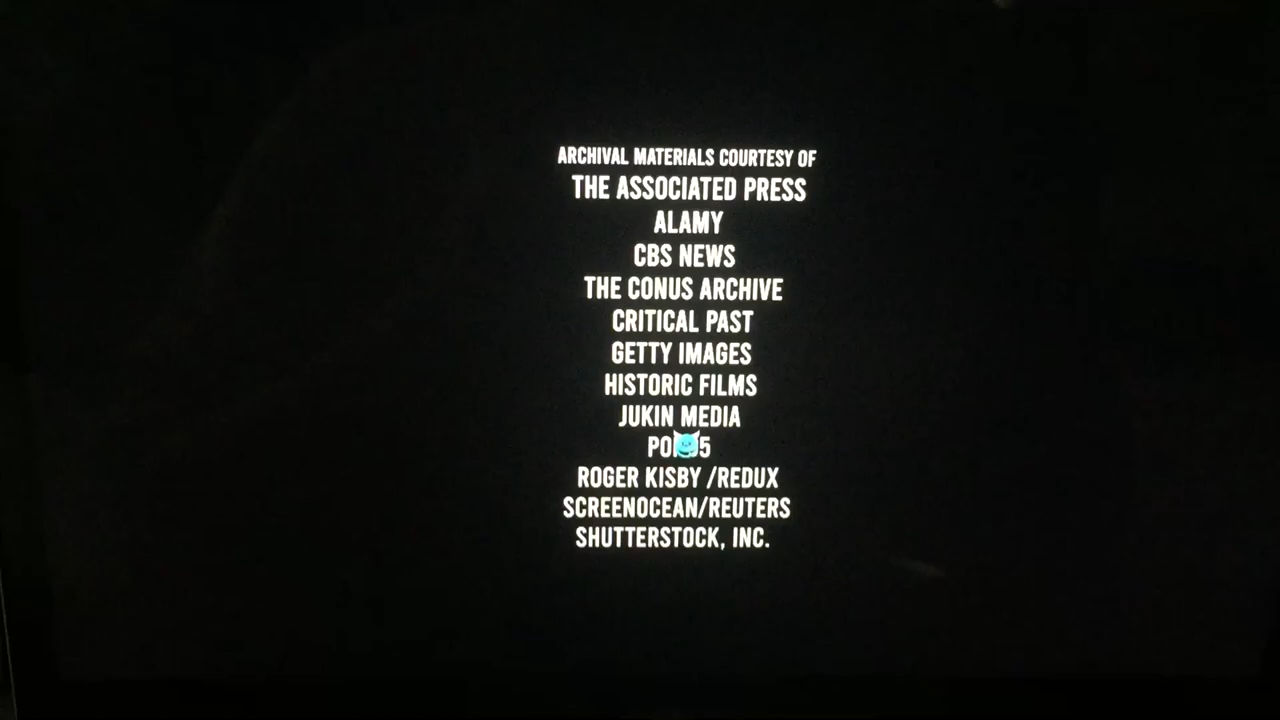 ARCHIVAL MATERIALS COURTESY OF
THE ASSOCIATED PRESS
ALAMY
CBS NEWS
THE CONUS ARCHIVE
CRITICAL PAST
GETTY IMAGES
HISTORIC FILMS
JUKIN MEDIA
ROGER KISBY /REDUX
SCREENOCEAN/REUTERS
SHUTTERSTOCK, INC.